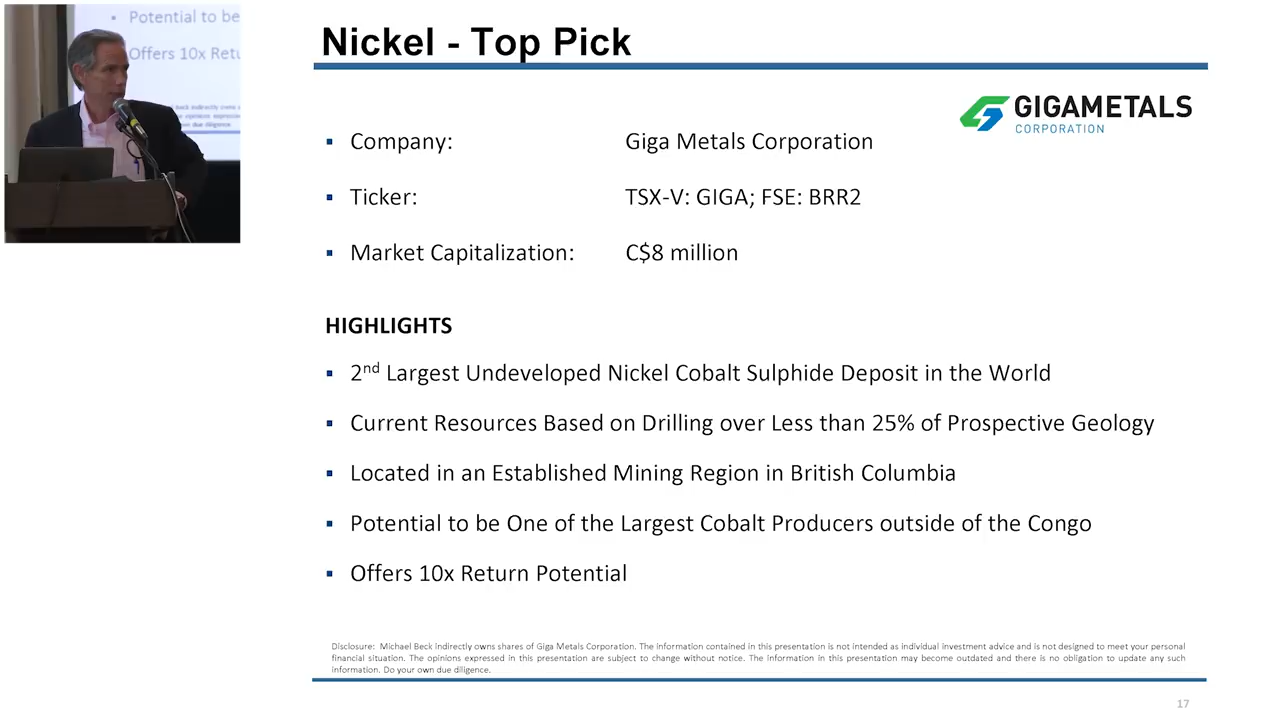 Potential to be
Offers 10x Retu
Nickel - Top Pick
GIGAMETALS
CORPORATION
▪ Company: Giga Metals Corporation
▪ Ticker: TSX-V: GIGA; FSE: BRR2
▪ Market Capitalization: C$8 million
HIGHLIGHTS
▪ 2nd Largest Undeveloped Nickel Cobalt Sulphide Deposit in the World
▪ Current Resources Based on Drilling over Less than 25% of Prospective Geology
▪ Located in an Established Mining Region in British Columbia
▪ Potential to be One of the Largest Cobalt Producers outside of the Congo
▪ Offers 10x Return Potential
Disclosure: Michael Beck indirectly owns shares of Giga Metals Corporation. The information contained in this presentation is not intended as individual investment advice and is not designed to meet your personal
financial situation. The opinions expressed in this presentation are subject to change without notice. The information in this presentation may become outdated and there is no obligation to update any such
information. Do your own due diligence.
17